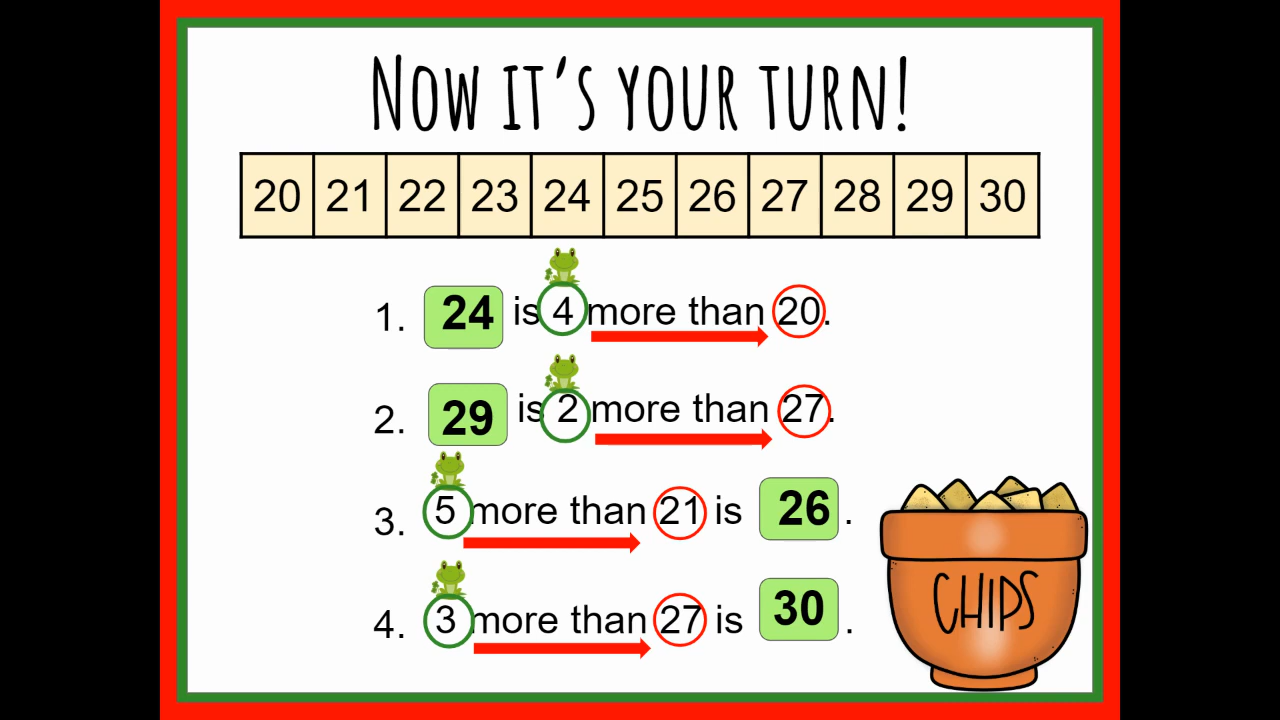 NOW IT'S YOUR TURN!
20 21 22 23 24 25 26 27 28 29 30
1. 24 is 4 more than 20.
2. 29 is 2 more than 27.
3. 5 more than 21 is 26.
4. 3 more than 27 is 30.
CHIPS